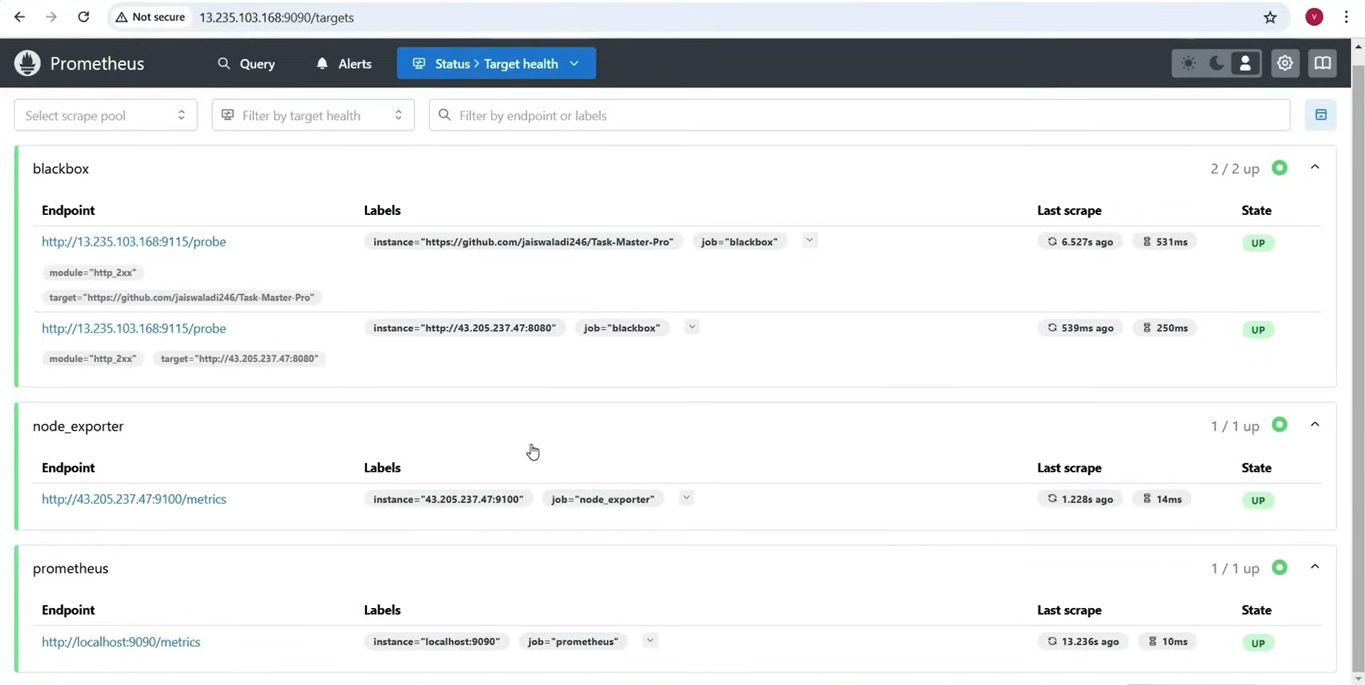 Not secure 13.235.103.168:9090/targets V
Prometheus Query Alerts Status > Target health
Select scrape pool Filter by target health Filter by endpoint or labels
blackbox 2 / 2 up
Endpoint Labels Last scrape State
http://13.235.103.168:9115/probe instance="https://github.com/jaiswaladi246/Task-Master-Pro" job="blackbox" 6.527s ago 531ms UP
module="http_2xx"
target="https://github.com/jaiswaladi246/Task-Master-Pro"
http://13.235.103.168:9115/probe instance="http://43.205.237.47:8080" job="blackbox" 539ms ago 250ms UP
module="http_2xx" target="http://43.205.237.47:8080"
node_exporter 1 / 1 up
Endpoint Labels Last scrape State
http://43.205.237.47:9100/metrics instance="43.205.237.47:9100" job="node_exporter" 1.228s ago 14ms UP
prometheus 1 / 1 up
Endpoint Labels Last scrape State
http://localhost:9090/metrics instance="localhost:9090" job="prometheus" 13.236s ago 10ms UP